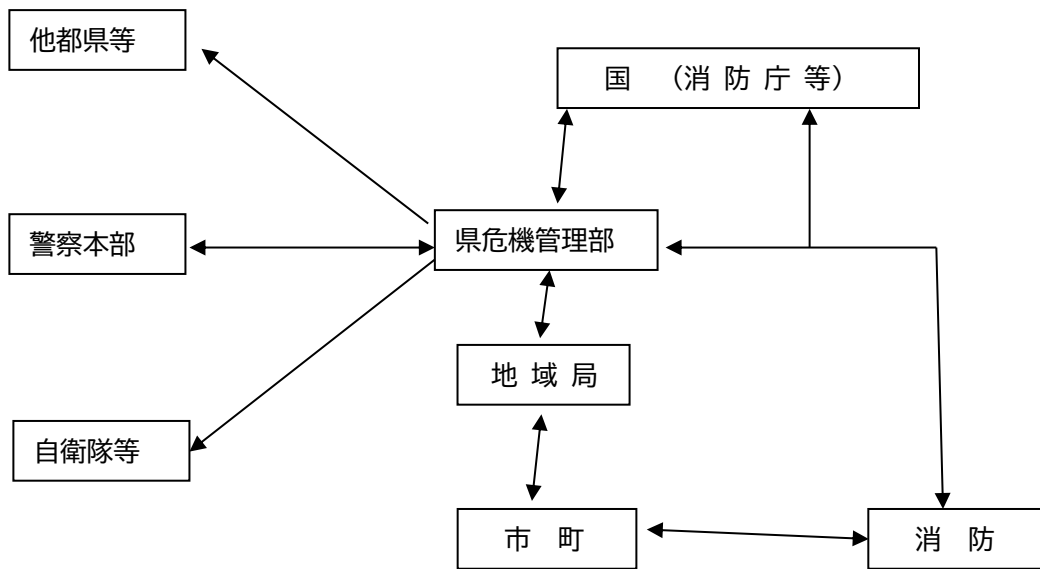 他都県等
国 (消 防 庁 等)
警察本部
県危機管理部
地 域 局
自衛隊等
市 町
消 防